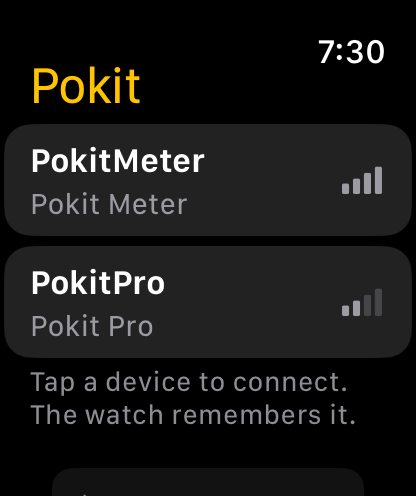 7:30
Pokit
PokitMeter
Pokit Meter
PokitPro
Pokit Pro
Tap a device to connect.
The watch remembers it.